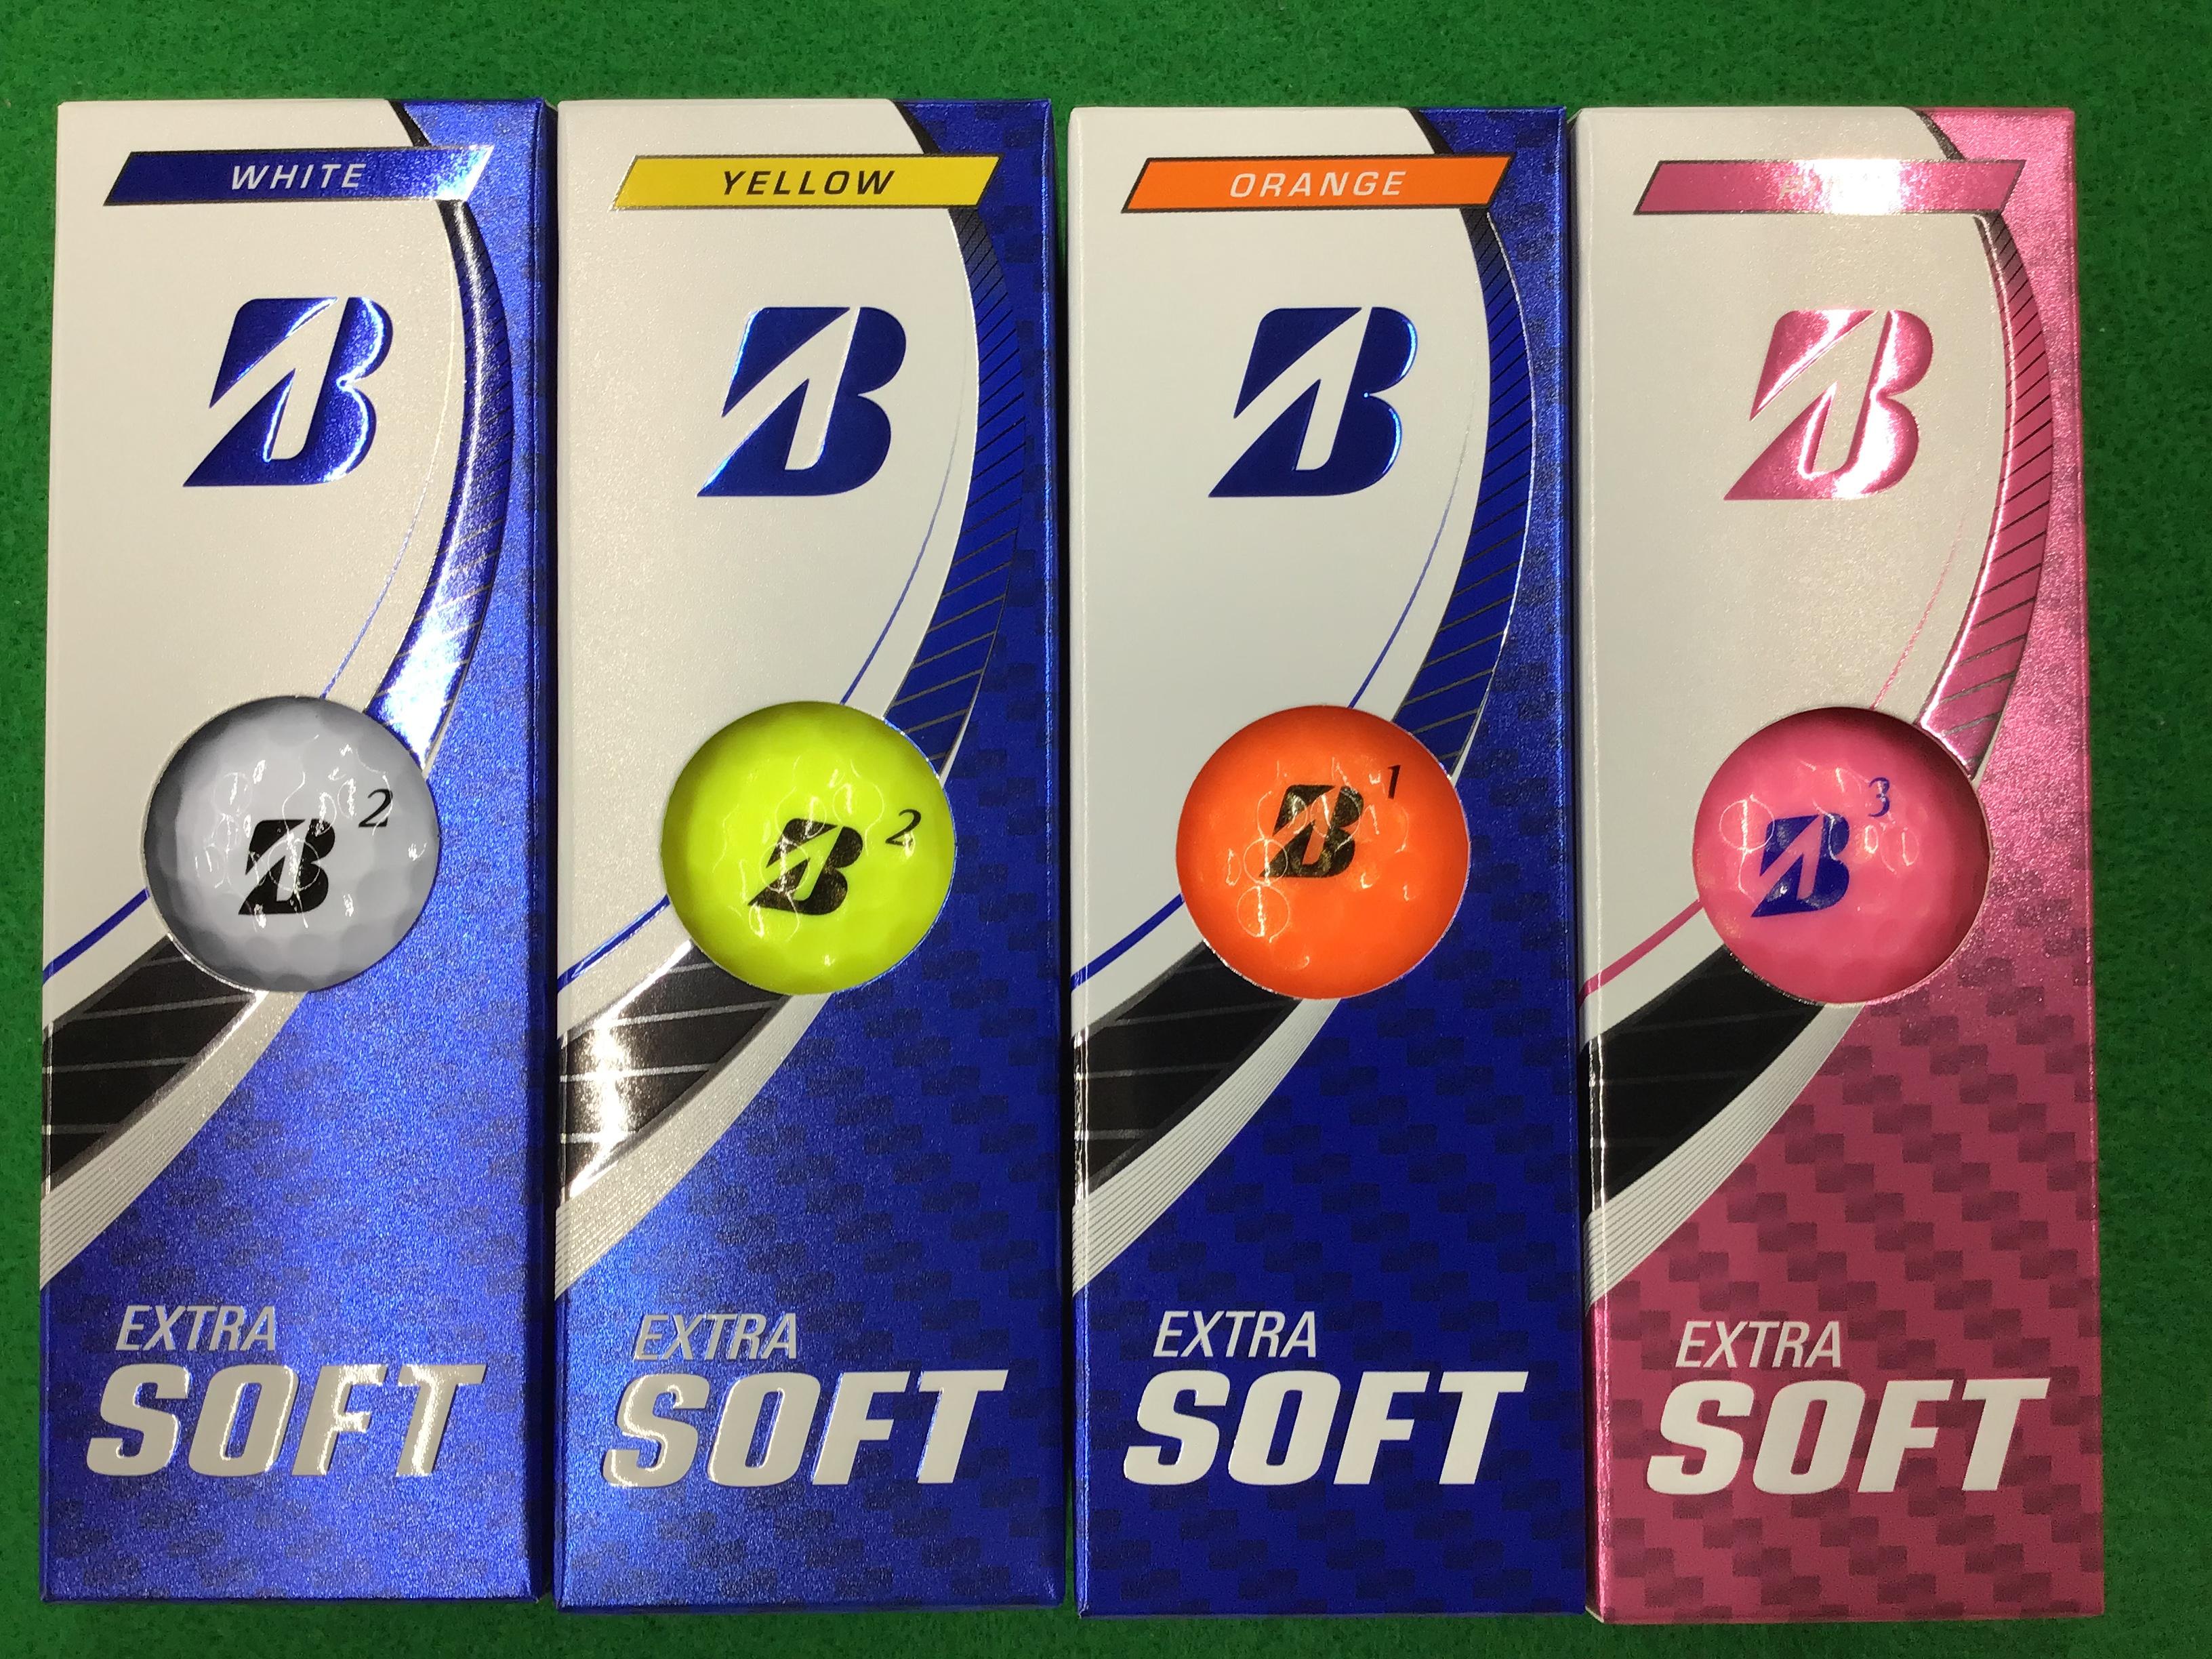 WHITE
B
B 2
EXTRA
SOFT
YELLOW
B
B 2
EXTRA
SOFT
ORANGE
B
B 1
EXTRA
SOFT
B
B 3
EXTRA
SOFT